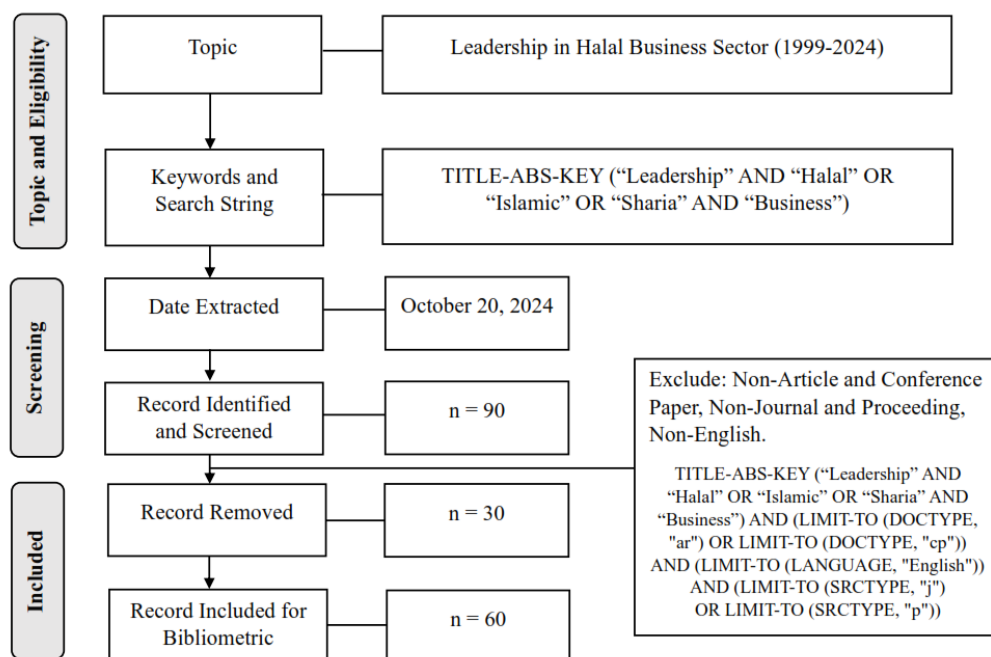 Topic and Eligibility
Topic
Leadership in Halal Business Sector (1999-2024)
Keywords and
Search String
TITLE-ABS-KEY (“Leadership” AND “Halal” OR
“Islamic” OR “Sharia” AND “Business”)
Screening
Date Extracted
October 20, 2024
Record Identified
and Screened
n = 90
Exclude: Non-Article and Conference
Paper, Non-Journal and Proceeding,
Non-English.
TITLE-ABS-KEY (“Leadership” AND
“Halal” OR “Islamic” OR “Sharia” AND
“Business”) AND (LIMIT-TO (DOCTYPE,
"ar") OR LIMIT-TO (DOCTYPE, "cp"))
AND (LIMIT-TO (LANGUAGE, "English"))
AND (LIMIT-TO (SRCTYPE, "j")
OR LIMIT-TO (SRCTYPE, "p"))
Included
Record Removed
n = 30
Record Included for
Bibliometric
n = 60